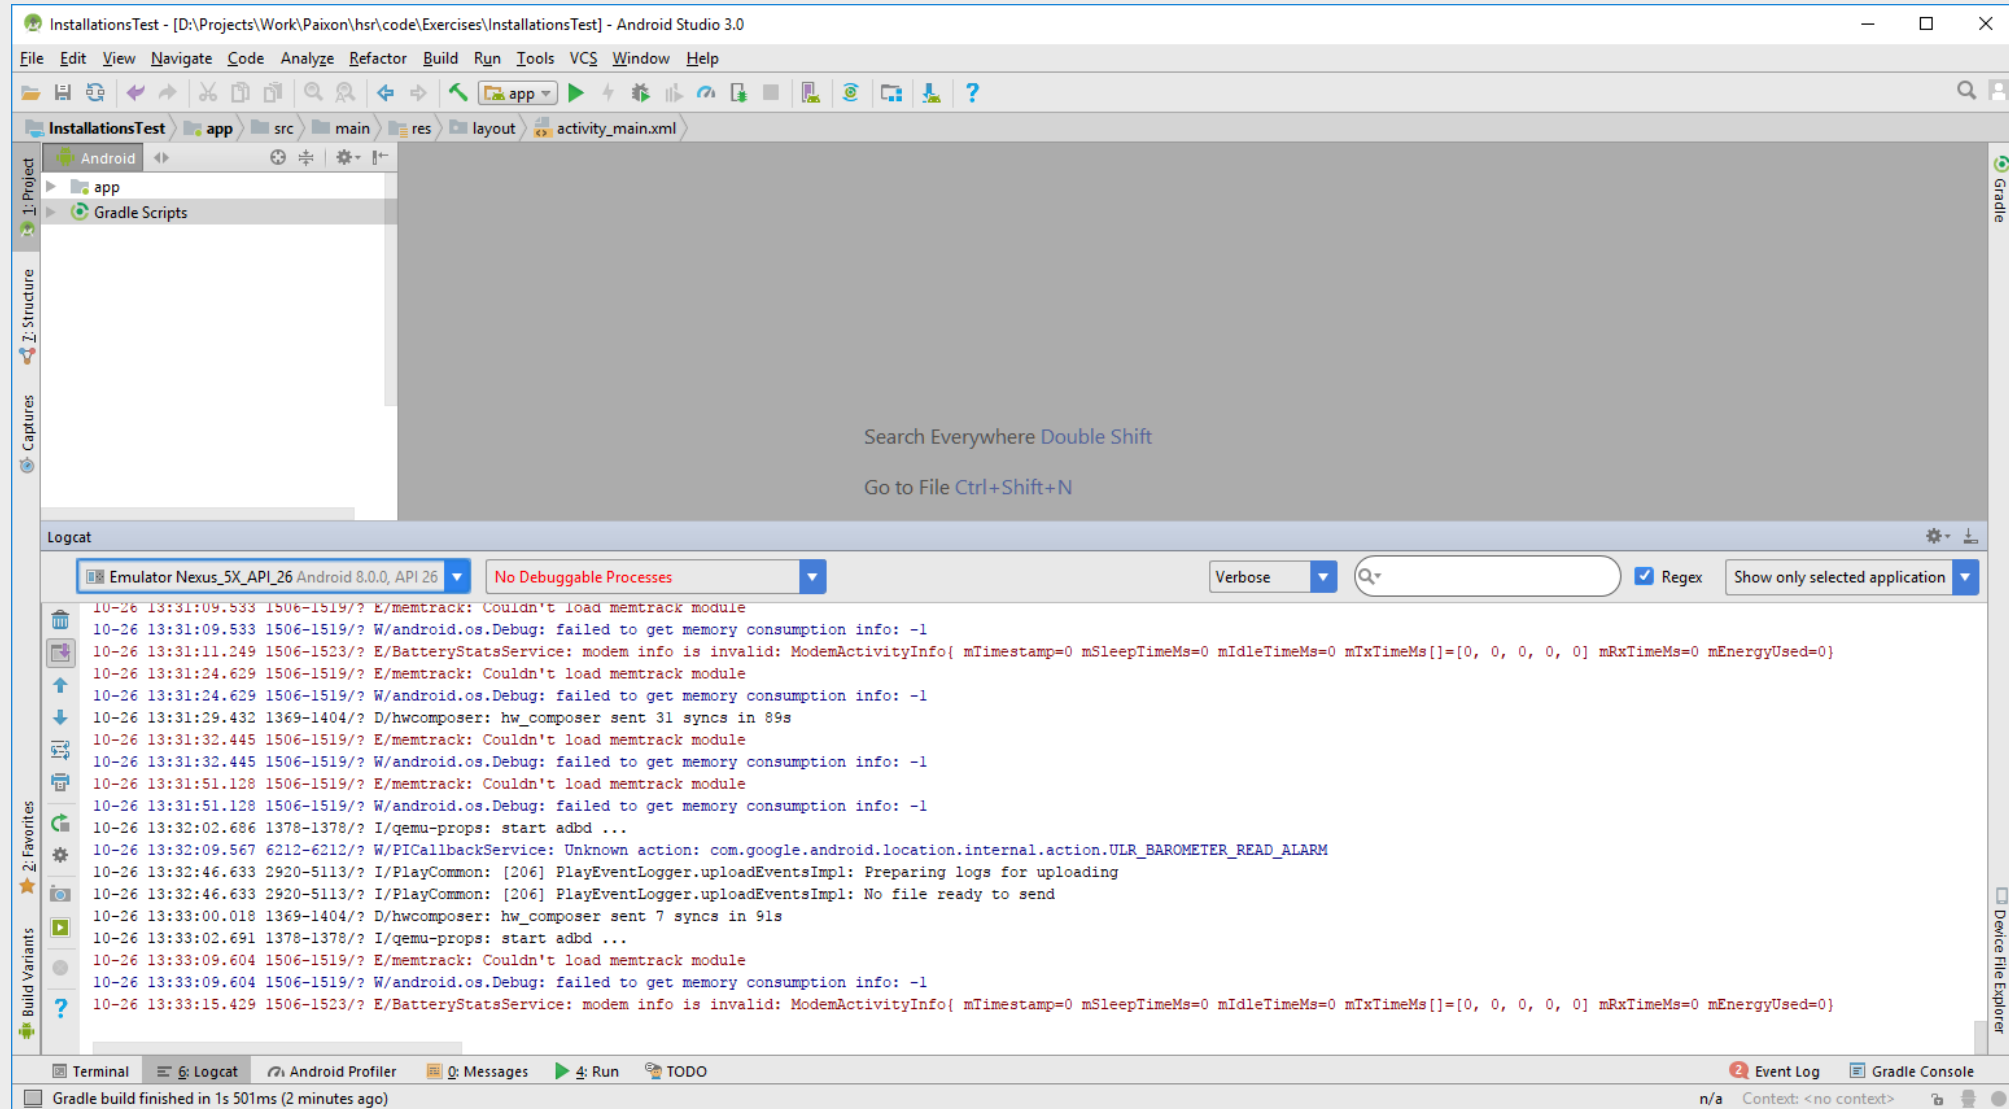 InstallationsTest - [D:\Projects\Work\Paixon\hsr\code\Exercises\InstallationsTest] - Android Studio 3.0
File Edit View Navigate Code Analyze Refactor Build Run Tools VCS Window Help
app
InstallationsTest app src main res layout activity_main.xml
Android
app
Gradle Scripts
1: Project
7: Structure
Captures
2: Favorites
Build Variants
Gradle
Device File Explorer
Search Everywhere Double Shift
Go to File Ctrl+Shift+N
Logcat
Emulator Nexus_5X_API_26 Android 8.0.0, API 26 No Debuggable Processes Verbose Regex Show only selected application
10-26 13:31:09.533 1506-1519/? E/memtrack: Couldn't load memtrack module
10-26 13:31:09.533 1506-1519/? W/android.os.Debug: failed to get memory consumption info: -1
10-26 13:31:11.249 1506-1523/? E/BatteryStatsService: modem info is invalid: ModemActivityInfo{ mTimestamp=0 mSleepTimeMs=0 mIdleTimeMs=0 mTxTimeMs[]=[0, 0, 0, 0, 0] mRxTimeMs=0 mEnergyUsed=0}
10-26 13:31:24.629 1506-1519/? E/memtrack: Couldn't load memtrack module
10-26 13:31:24.629 1506-1519/? W/android.os.Debug: failed to get memory consumption info: -1
10-26 13:31:29.432 1369-1404/? D/hwcomposer: hw_composer sent 31 syncs in 89s
10-26 13:31:32.445 1506-1519/? E/memtrack: Couldn't load memtrack module
10-26 13:31:32.445 1506-1519/? W/android.os.Debug: failed to get memory consumption info: -1
10-26 13:31:51.128 1506-1519/? E/memtrack: Couldn't load memtrack module
10-26 13:31:51.128 1506-1519/? W/android.os.Debug: failed to get memory consumption info: -1
10-26 13:32:02.686 1378-1378/? I/qemu-props: start adbd ...
10-26 13:32:09.567 6212-6212/? W/PICallbackService: Unknown action: com.google.android.location.internal.action.ULR_BAROMETER_READ_ALARM
10-26 13:32:46.633 2920-5113/? I/PlayCommon: [206] PlayEventLogger.uploadEventsImpl: Preparing logs for uploading
10-26 13:32:46.633 2920-5113/? I/PlayCommon: [206] PlayEventLogger.uploadEventsImpl: No file ready to send
10-26 13:33:00.018 1369-1404/? D/hwcomposer: hw_composer sent 7 syncs in 91s
10-26 13:33:02.691 1378-1378/? I/qemu-props: start adbd ...
10-26 13:33:09.604 1506-1519/? E/memtrack: Couldn't load memtrack module
10-26 13:33:09.604 1506-1519/? W/android.os.Debug: failed to get memory consumption info: -1
10-26 13:33:15.429 1506-1523/? E/BatteryStatsService: modem info is invalid: ModemActivityInfo{ mTimestamp=0 mSleepTimeMs=0 mIdleTimeMs=0 mTxTimeMs[]=[0, 0, 0, 0, 0] mRxTimeMs=0 mEnergyUsed=0}
Terminal 6: Logcat Android Profiler 0: Messages 4: Run TODO 2 Event Log Gradle Console
Gradle build finished in 1s 501ms (2 minutes ago) n/a Context: <no context>